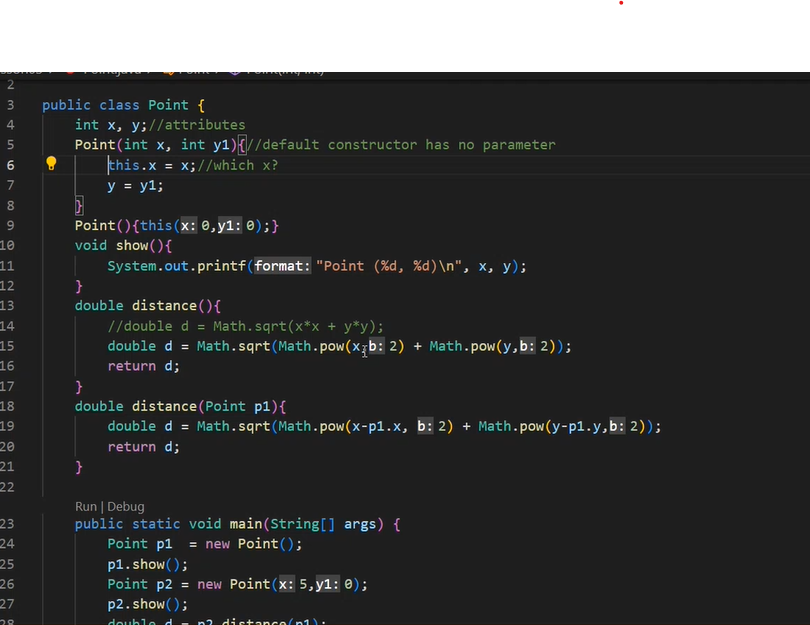 2
3 public class Point {
4 int x, y;//attributes
5 Point(int x, int y1){//default constructor has no parameter
6 this.x = x;//which x?
7 y = y1;
8 }
9 Point(){this(x:0,y1:0);}
10 void show(){
11 System.out.printf(format:"Point (%d, %d)\n", x, y);
12 }
13 double distance(){
14 //double d = Math.sqrt(x*x + y*y);
15 double d = Math.sqrt(Math.pow(x,b:2) + Math.pow(y,b:2));
16 return d;
17 }
18 double distance(Point p1){
19 double d = Math.sqrt(Math.pow(x-p1.x, b:2) + Math.pow(y-p1.y,b:2));
20 return d;
21 }
22
Run | Debug
23 public static void main(String[] args) {
24 Point p1 = new Point();
25 p1.show();
26 Point p2 = new Point(x:5,y1:0);
27 p2.show();
28 double d = p2.distance(p1);